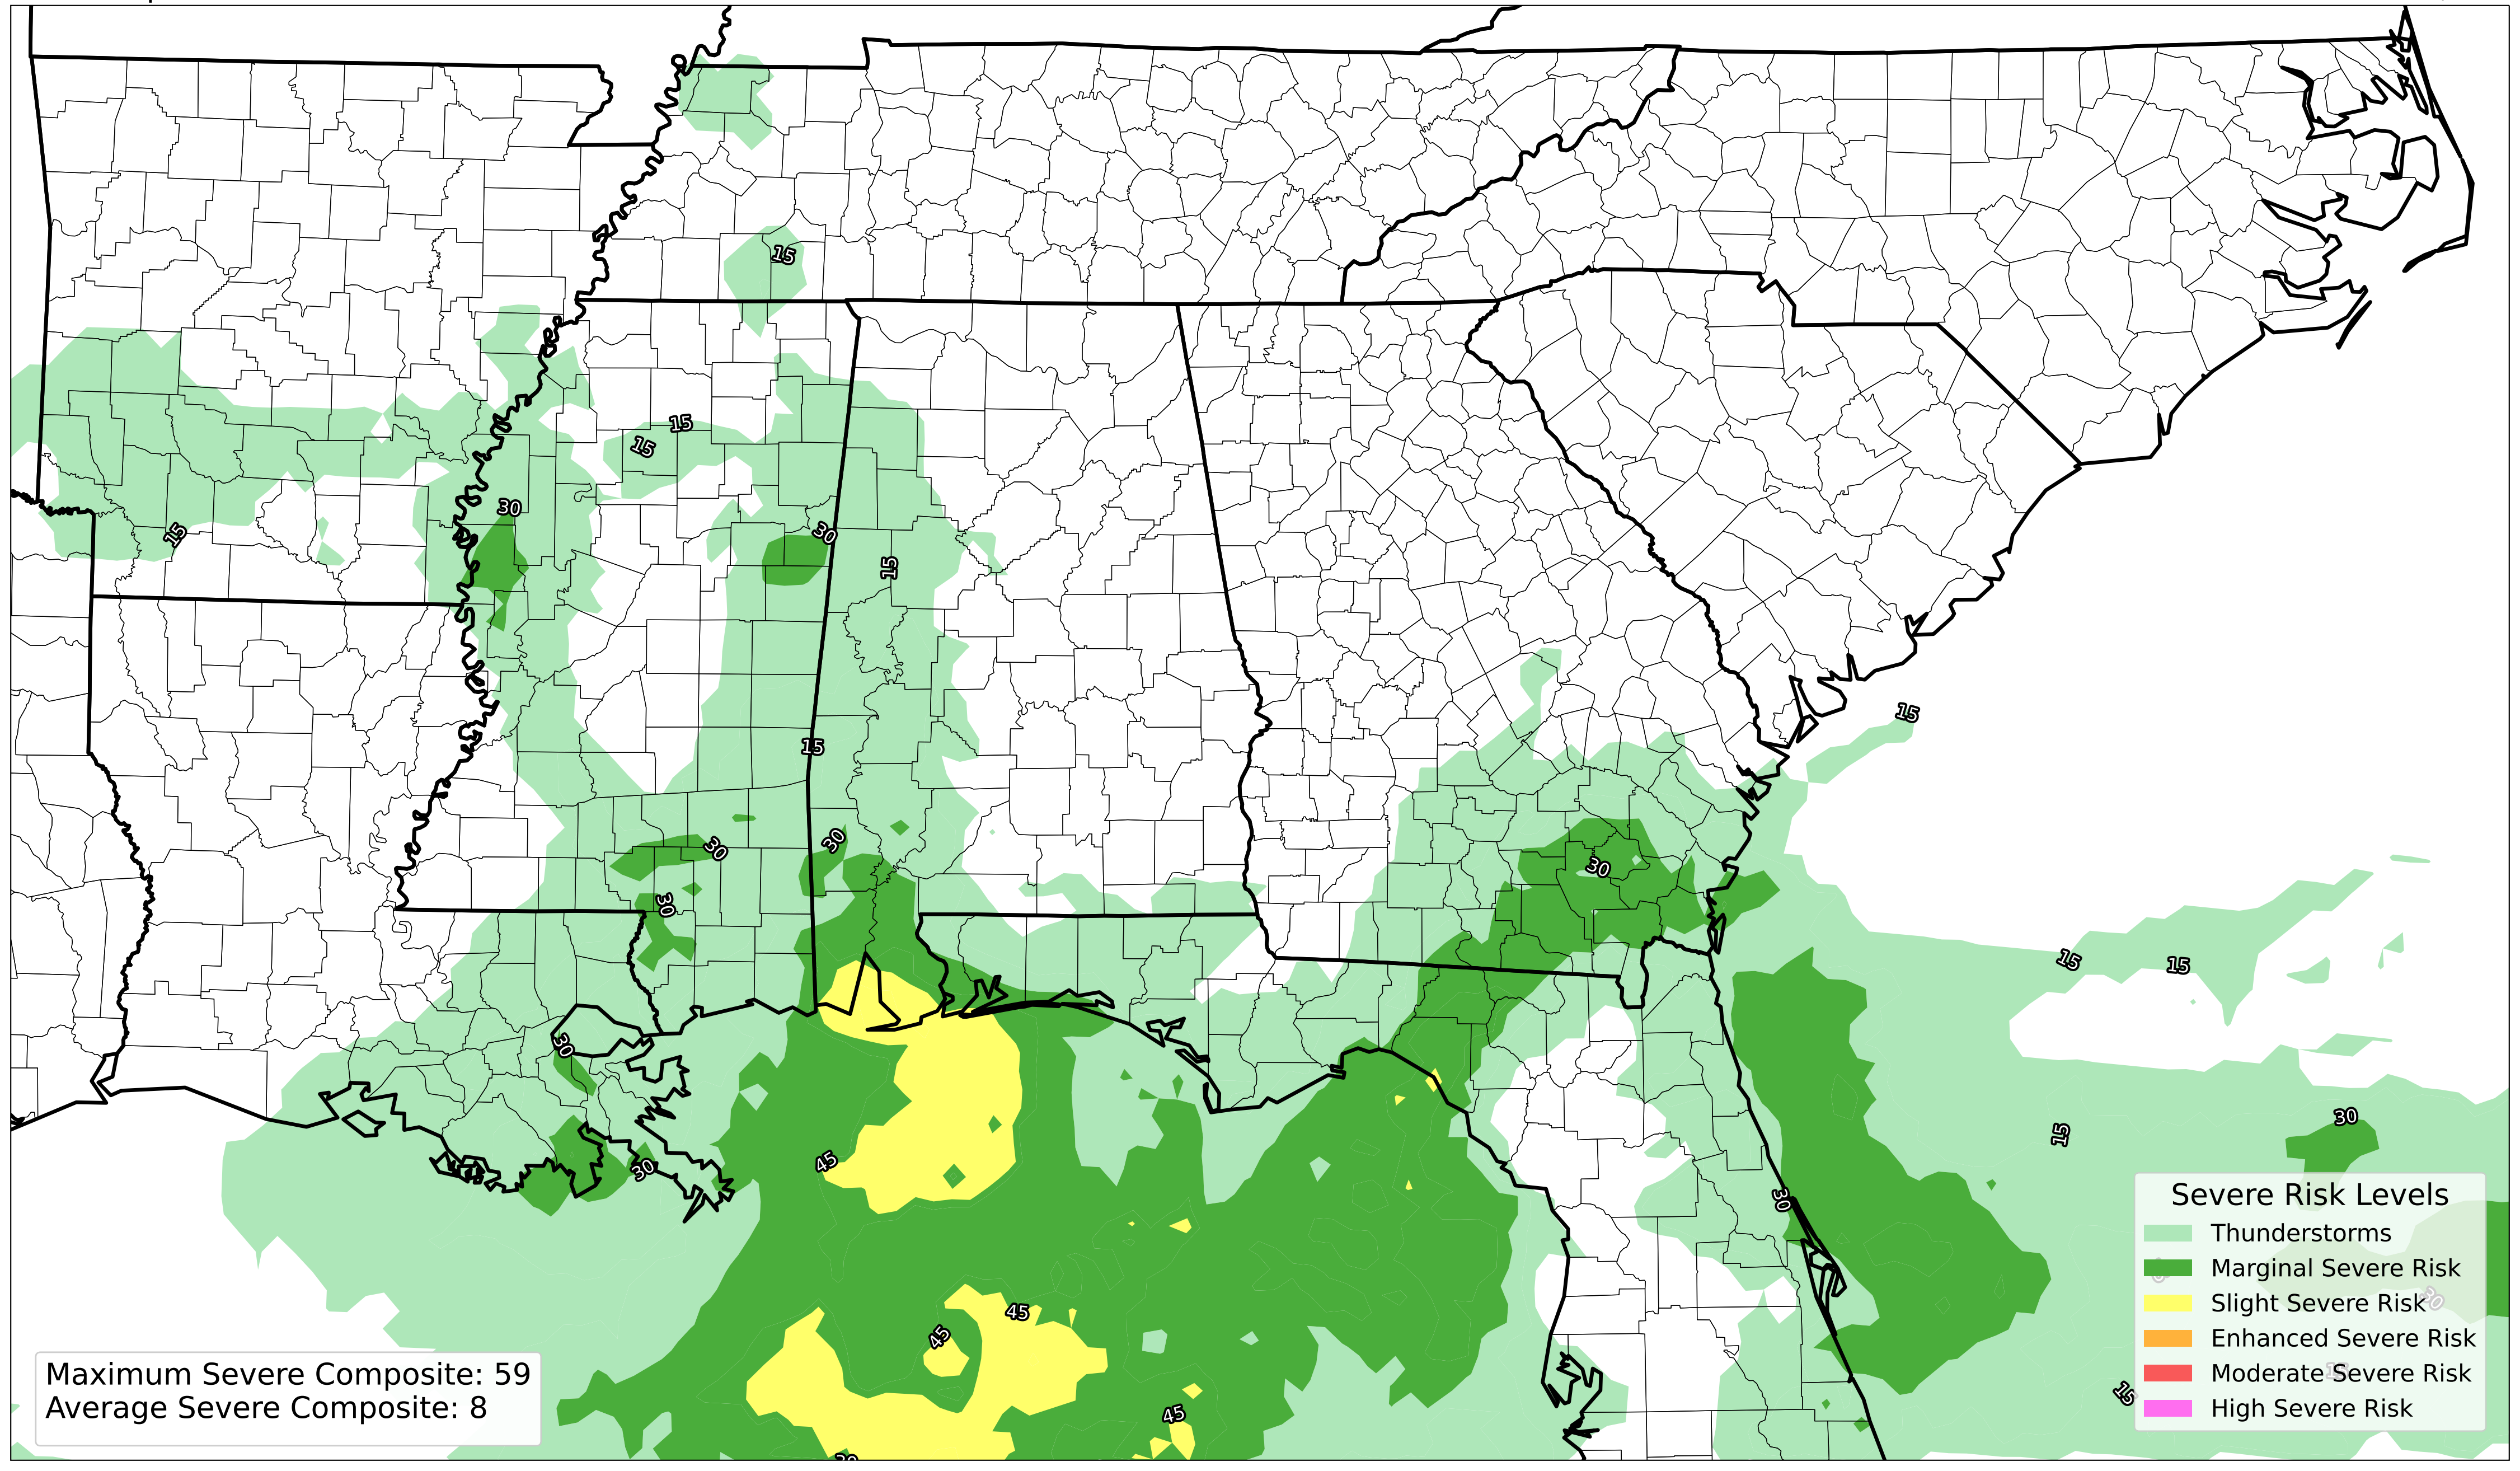 15
15
15
30
15
30
15
15
15
30
30
30
30
15
15
30
30
15
30
45
30
30
45
45
15
45
Severe Risk Levels
Thunderstorms
Marginal Severe Risk
Slight Severe Risk
Enhanced Severe Risk
Moderate Severe Risk
High Severe Risk
Maximum Severe Composite: 59
Average Severe Composite: 8